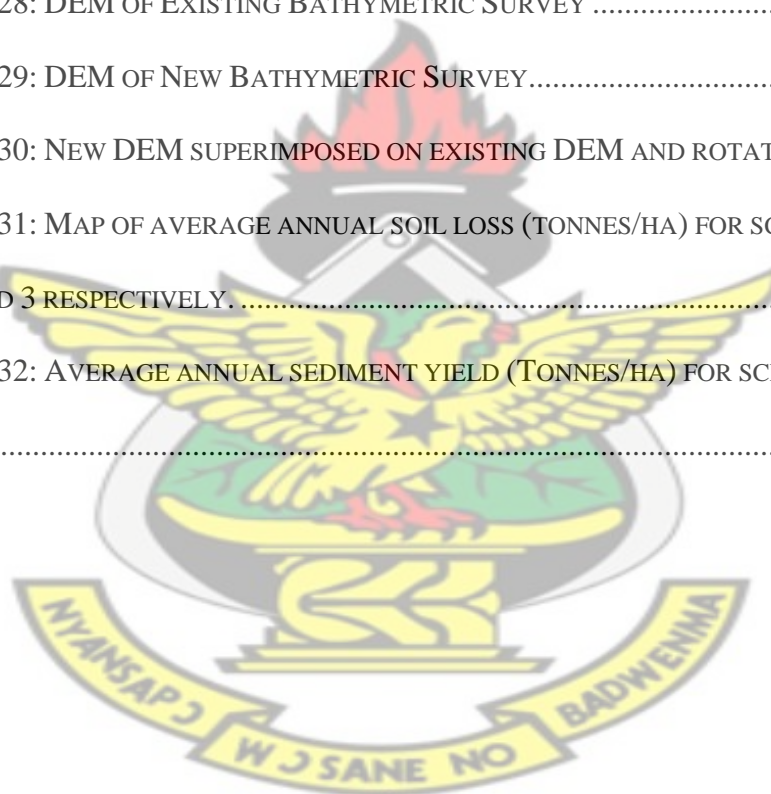 28: DEM OF EXISTING BATHYMETRIC SURVEY ...............................
29: DEM OF NEW BATHYMETRIC SURVEY...............................
30: NEW DEM SUPERIMPOSED ON EXISTING DEM AND ROTAT
31: MAP OF AVERAGE ANNUAL SOIL LOSS (TONNES/HA) FOR SC
D 3 RESPECTIVELY. ...............................................................................
32: AVERAGE ANNUAL SEDIMENT YIELD (TONNES/HA) FOR SC
...............................................................................................................
NYANSAPƆ WƆ SANE NO BADWENMA